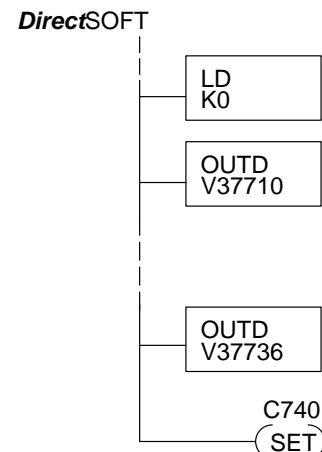 DirectSOFT
LD
K0
OUTD
V37710
OUTD
V37736
C740
SET